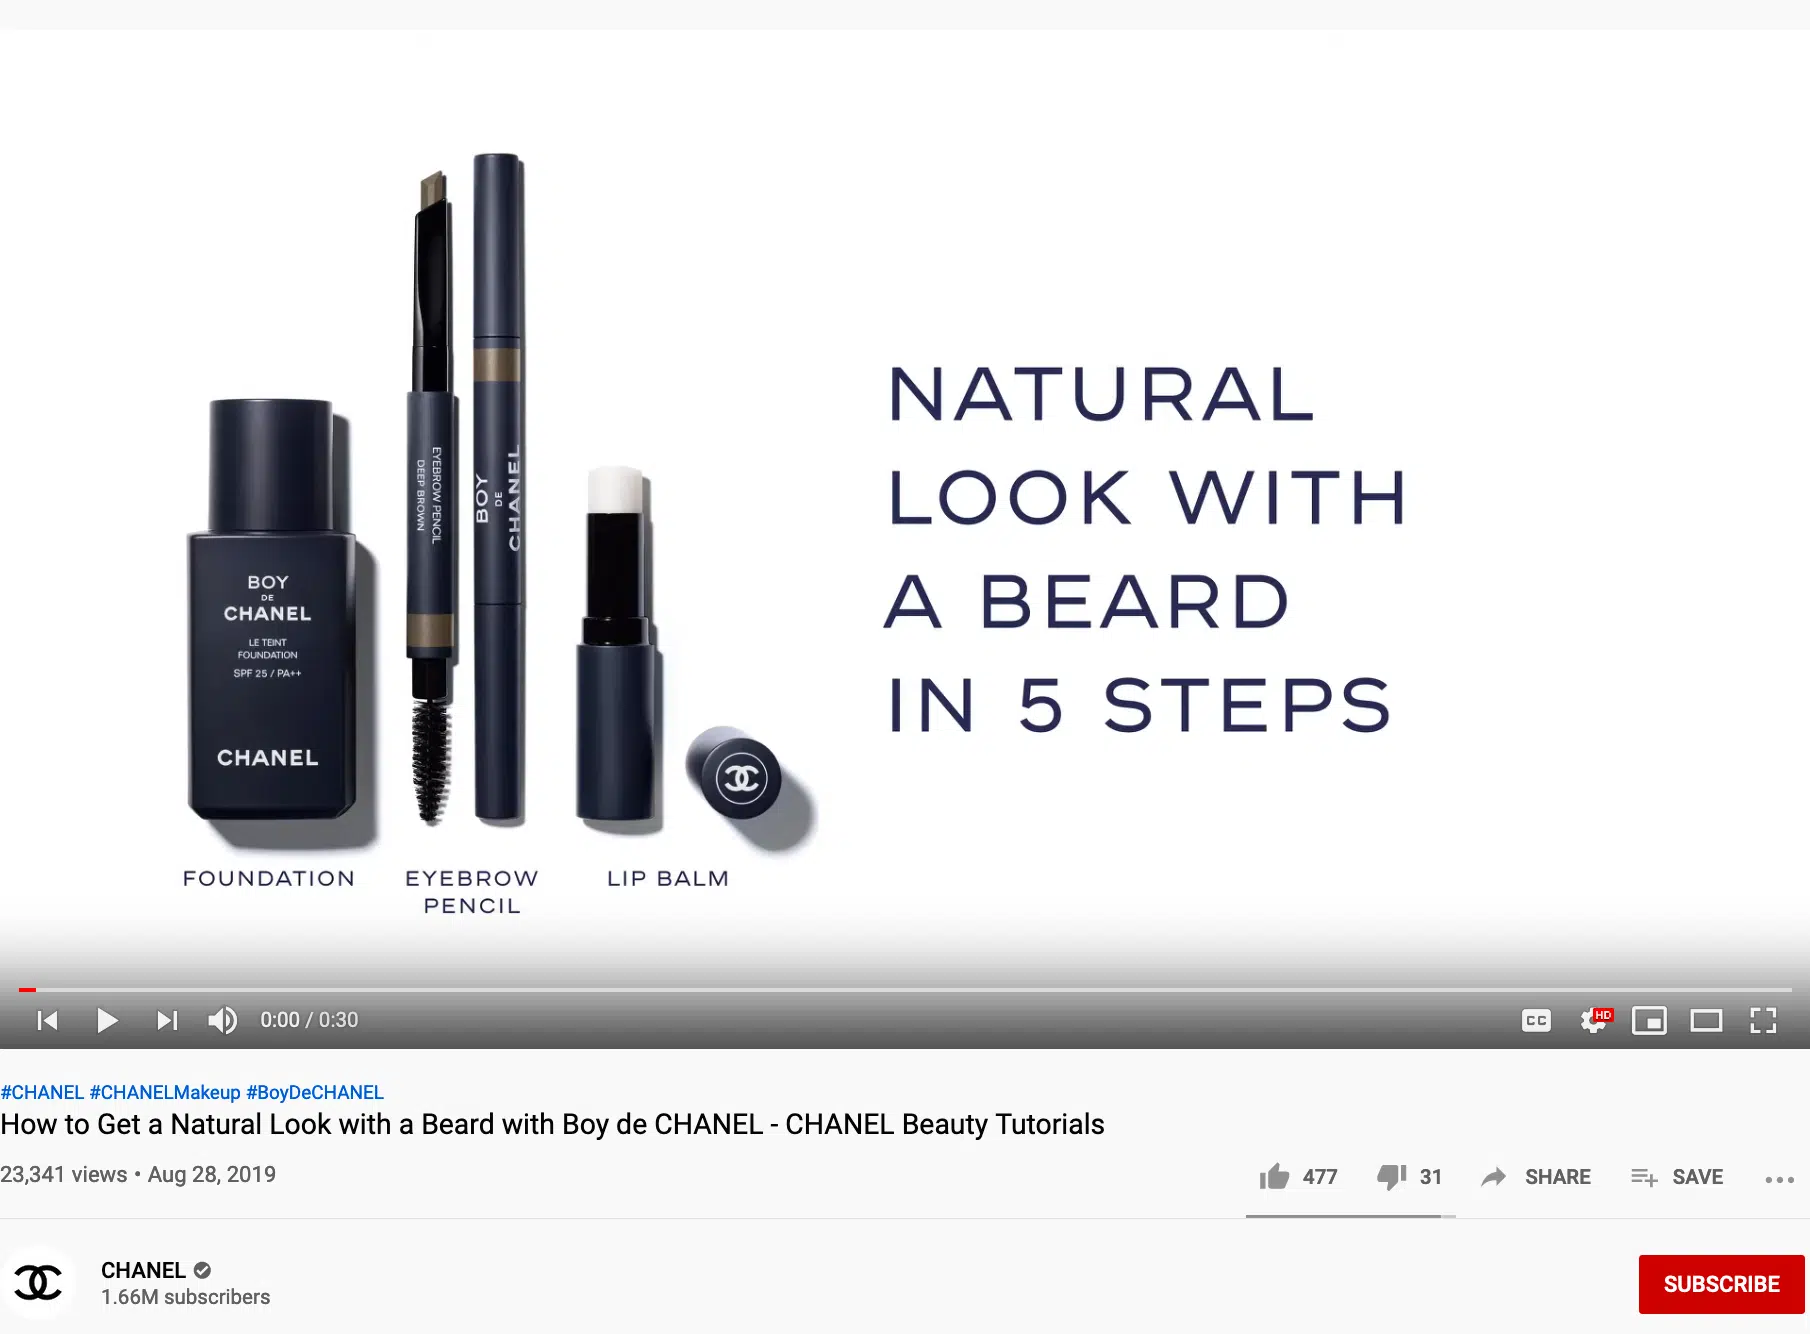 EYEBROW PENCIL
DEEP BROWN
BOY
DE
CHANEL
BOY
DE
CHANEL
LE TEINT
FOUNDATION
SPF 25 / PA++
CHANEL
NATURAL
LOOK WITH
A BEARD
IN 5 STEPS
FOUNDATION
EYEBROW
PENCIL
LIP BALM
0:00 / 0:30
CC
HD
#CHANEL #CHANELMakeup #BoyDeCHANEL
How to Get a Natural Look with a Beard with Boy de CHANEL - CHANEL Beauty Tutorials
23,341 views • Aug 28, 2019
477
31
SHARE
SAVE
CHANEL
1.66M subscribers
SUBSCRIBE